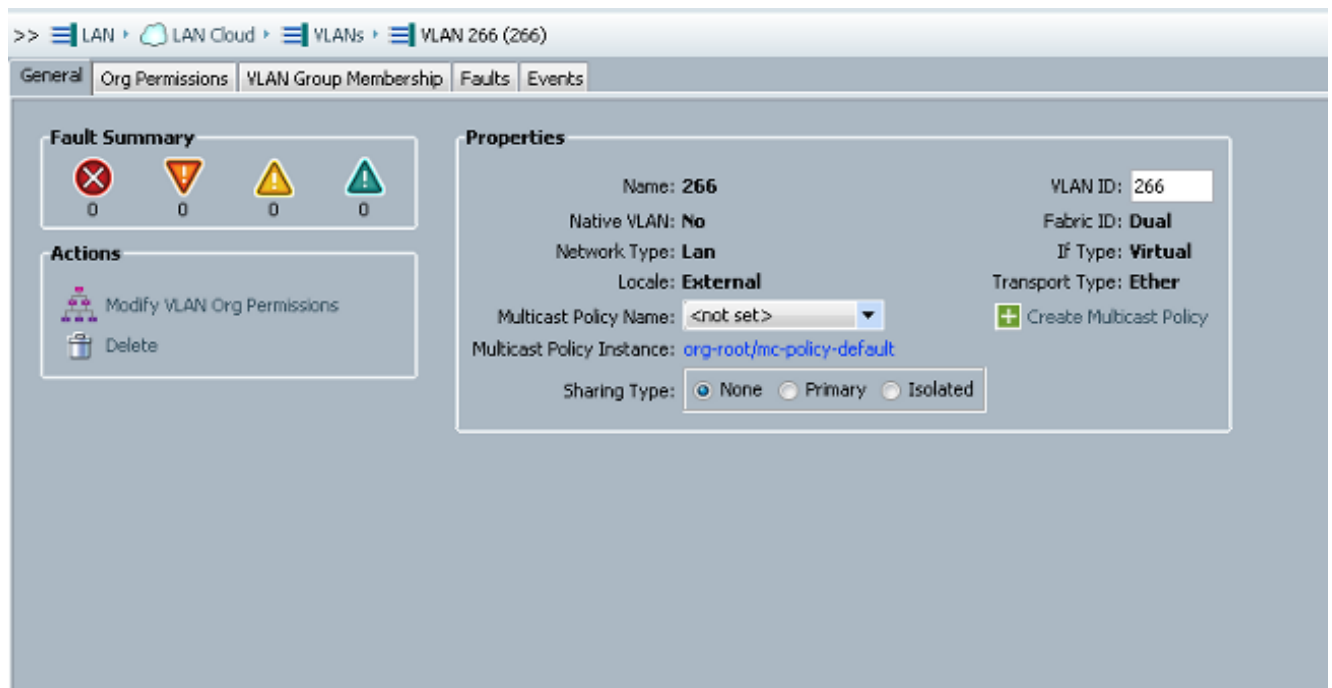 >> LAN LAN Cloud VLANs VLAN 266 (266)
General Org Permissions VLAN Group Membership Faults Events
Fault Summary
0 0 0 0
Actions
Modify VLAN Org Permissions
Delete
Properties
Name: 266 VLAN ID: 266
Native VLAN: No Fabric ID: Dual
Network Type: Lan If Type: Virtual
Locale: External Transport Type: Ether
Multicast Policy Name: <not set> Create Multicast Policy
Multicast Policy Instance: org-root/mc-policy-default
Sharing Type: None Primary Isolated